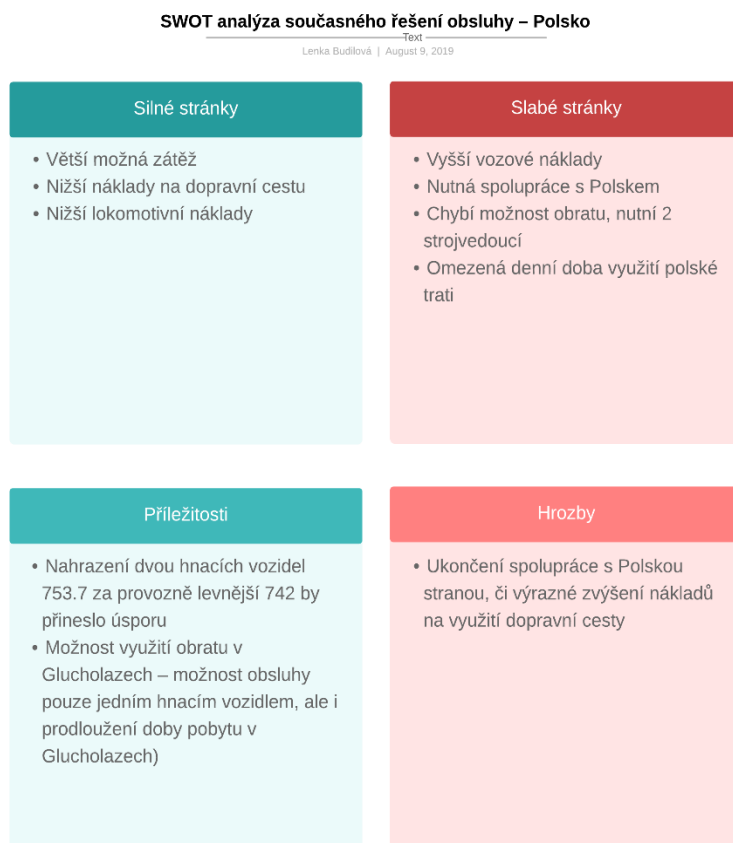 SWOT analýza současného řešení obsluhy – Polsko
Text
Lenka Budilová | August 9, 2019
Silné stránky
• Větší možná zátěž
• Nižší náklady na dopravní cestu
• Nižší lokomotivní náklady
Slabé stránky
• Vyšší vozové náklady
• Nutná spolupráce s Polskem
• Chybí možnost obratu, nutní 2
strojvedoucí
• Omezená denní doba využití polské
trati
Příležitosti
• Nahrazení dvou hnacích vozidel
753.7 za provozně levnější 742 by
přineslo úsporu
• Možnost využití obratu v
Glucholazech – možnost obsluhy
pouze jedním hnacím vozidlem, ale i
prodloužení doby pobytu v
Glucholazech)
Hrozby
• Ukončení spolupráce s Polskou
stranou, či výrazné zvýšení nákladů
na využití dopravní cesty